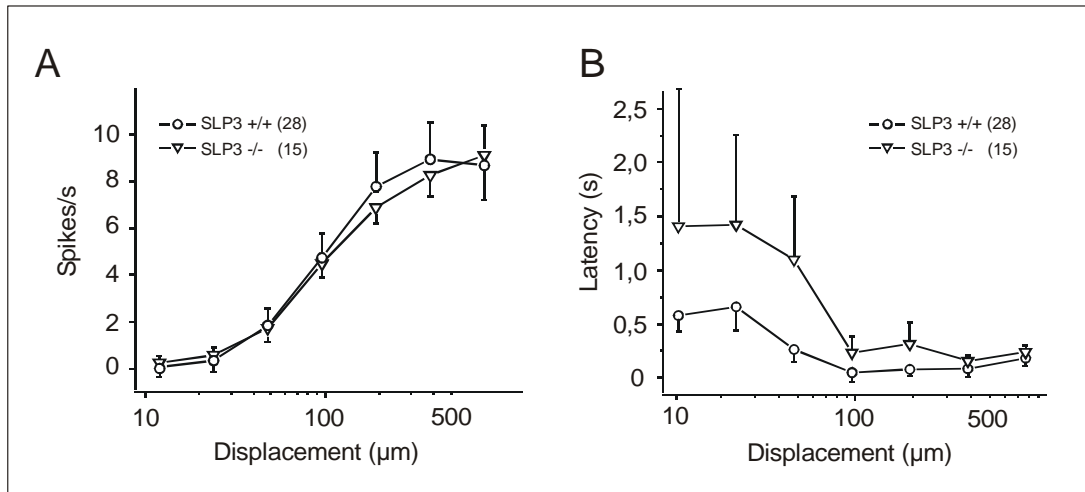 A
SLP3 +/+ (28)
SLP3 -/- (15)
Spikes/s
10
8
6
4
2
0
10
100
500
Displacement (µm)
B
SLP3 +/+ (28)
SLP3 -/- (15)
Latency (s)
2,5
2,0
1,5
1,0
0,5
0
10
100
500
Displacement (µm)